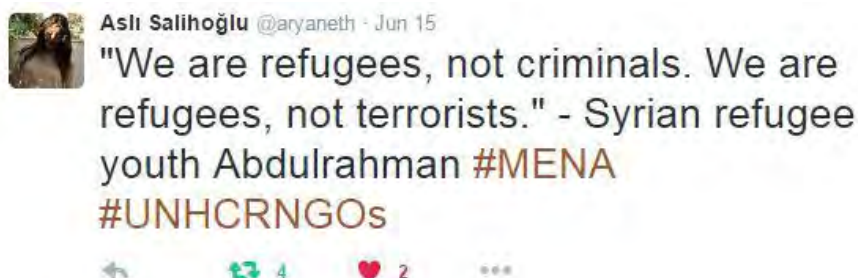 Aslı Salihoğlu @aryaneth · Jun 15
"We are refugees, not criminals. We are
refugees, not terrorists." - Syrian refugee
youth Abdulrahman #MENA
#UNHCRNGOs
4 2